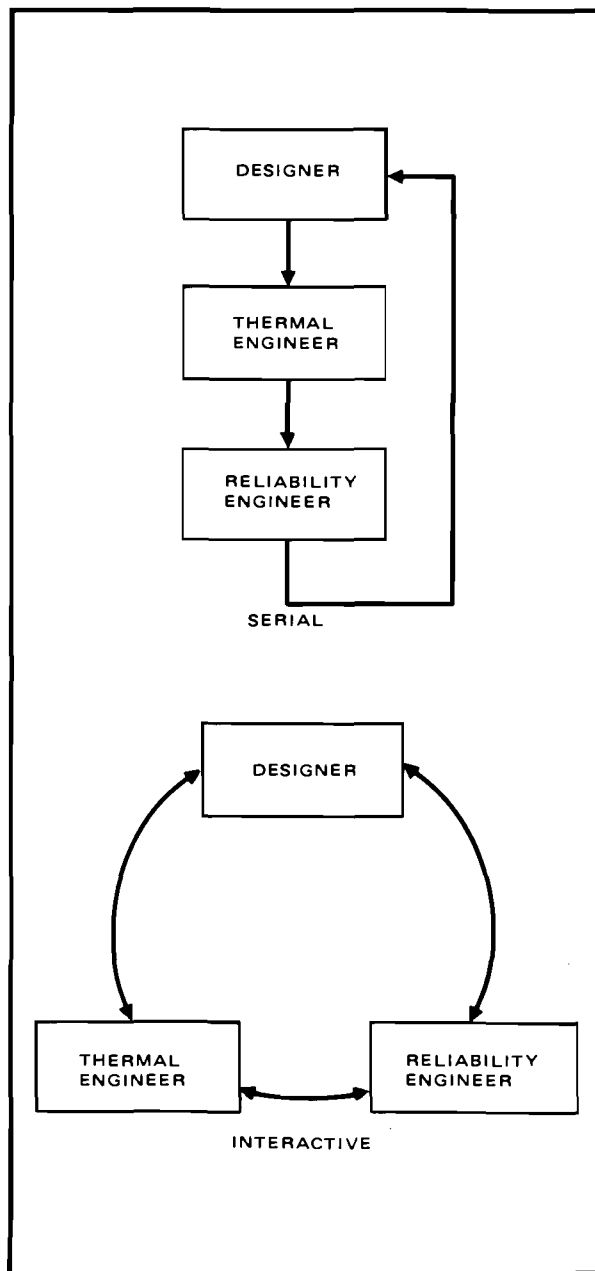 DESIGNER
THERMAL
ENGINEER
RELIABILITY
ENGINEER
SERIAL
DESIGNER
THERMAL
ENGINEER
RELIABILITY
ENGINEER
INTERACTIVE